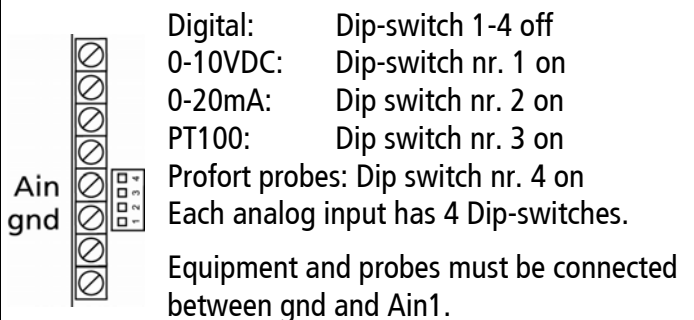 Digital: Dip-switch 1-4 off
0-10VDC: Dip-switch nr. 1 on
0-20mA: Dip switch nr. 2 on
PT100: Dip switch nr. 3 on
Profort probes: Dip switch nr. 4 on
Each analog input has 4 Dip-switches.
Equipment and probes must be connected
between gnd and Ain1.
Ain
gnd
1 2 3 4